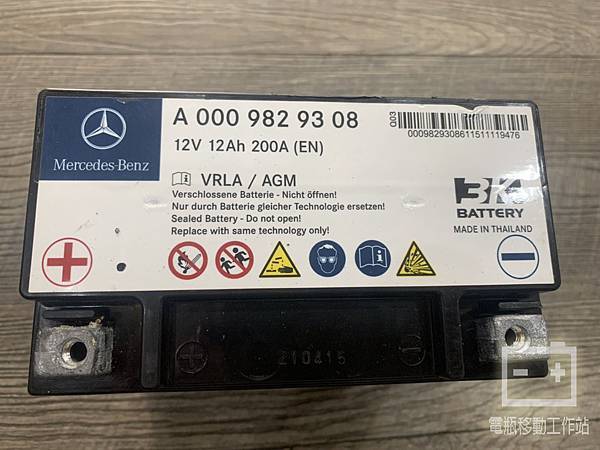 Mercedes-Benz
A 000 982 93 08
12V 12Ah 200A (EN)
003
0009829308611511119476
VRLA / AGM
Verschlossene Batterie - Nicht öffnen!
Nur durch Batterie gleicher Technologie ersetzen!
Sealed Battery - Do not open!
Replace with same technology only!
3K
BATTERY
MADE IN THAILAND
210415
電瓶移動工作站